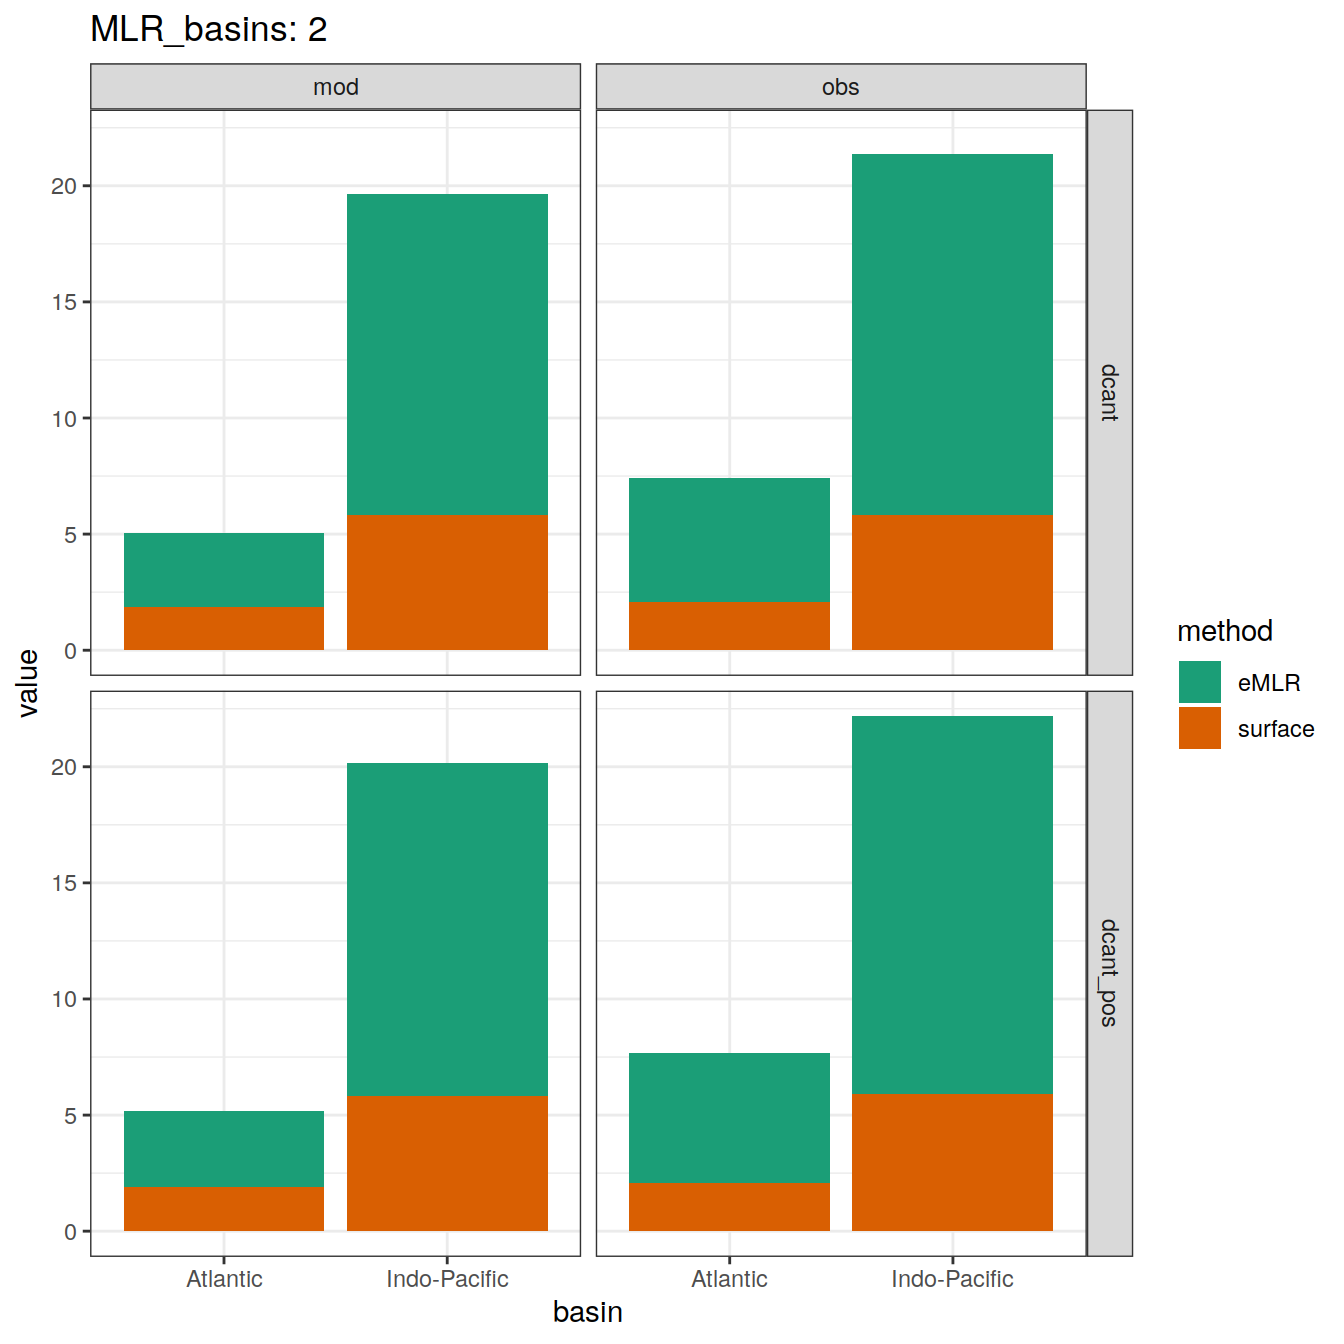 MLR_basins: 2
mod
obs
20
15
10
5
0
dcant
20
15
10
5
0
dcant_pos
value
Atlantic
Indo-Pacific
Atlantic
Indo-Pacific
basin
method
eMLR
surface